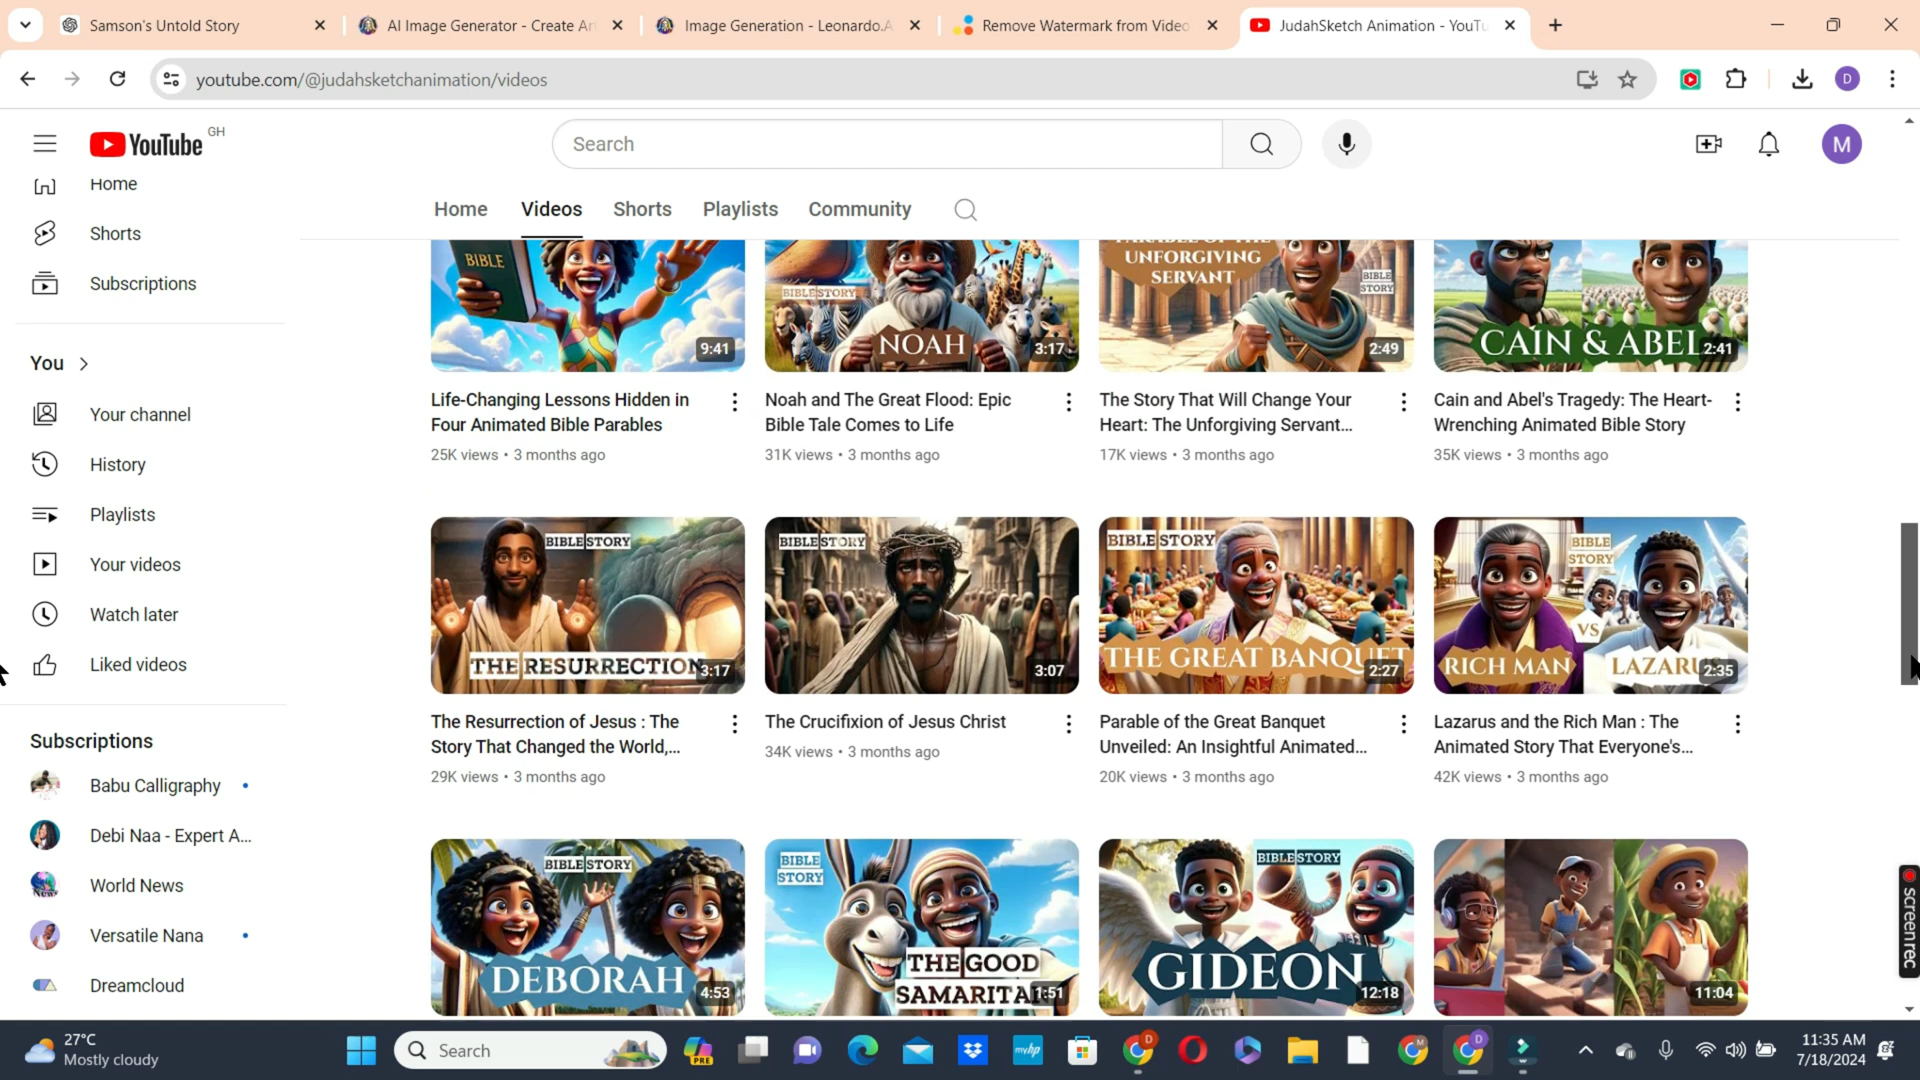 Samson's Untold Story
AI Image Generator - Create Ar
Image Generation - Leonardo.A
Remove Watermark from Video
JudahSketch Animation - YouTu
youtube.com/@judahsketchanimation/videos
D
YouTube GH
Search
M
Home
Shorts
Subscriptions
You
Your channel
History
Playlists
Your videos
Watch later
Liked videos
Subscriptions
Babu Calligraphy
Debi Naa - Expert A...
World News
Versatile Nana
Dreamcloud
Home Videos Shorts Playlists Community
BIBLE
9:41
Life-Changing Lessons Hidden in
Four Animated Bible Parables
25K views • 3 months ago
BIBLE STORY
NOAH
3:17
Noah and The Great Flood: Epic
Bible Tale Comes to Life
31K views • 3 months ago
PARABLE OF THE
UNFORGIVING
SERVANT
BIBLE
STORY
2:49
The Story That Will Change Your
Heart: The Unforgiving Servant...
17K views • 3 months ago
CAIN & ABEL
2:41
Cain and Abel's Tragedy: The Heart-
Wrenching Animated Bible Story
35K views • 3 months ago
BIBLE STORY
THE RESURRECTION
3:17
The Resurrection of Jesus : The
Story That Changed the World,...
29K views • 3 months ago
BIBLE STORY
3:07
The Crucifixion of Jesus Christ
34K views • 3 months ago
BIBLE STORY
THE GREAT BANQUET
2:27
Parable of the Great Banquet
Unveiled: An Insightful Animated...
20K views • 3 months ago
BIBLE
STORY
VS
RICH MAN
LAZARU
2:35
Lazarus and the Rich Man : The
Animated Story That Everyone's...
42K views • 3 months ago
BIBLE STORY
DEBORAH
4:53
BIBLE
STORY
THE GOOD
SAMARITA
1:51
BIBLE STORY
GIDEON
12:18
11:04
screenrec
27°C
Mostly cloudy
Search
PRE
myhp
D
M
D
11:35 AM
7/18/2024